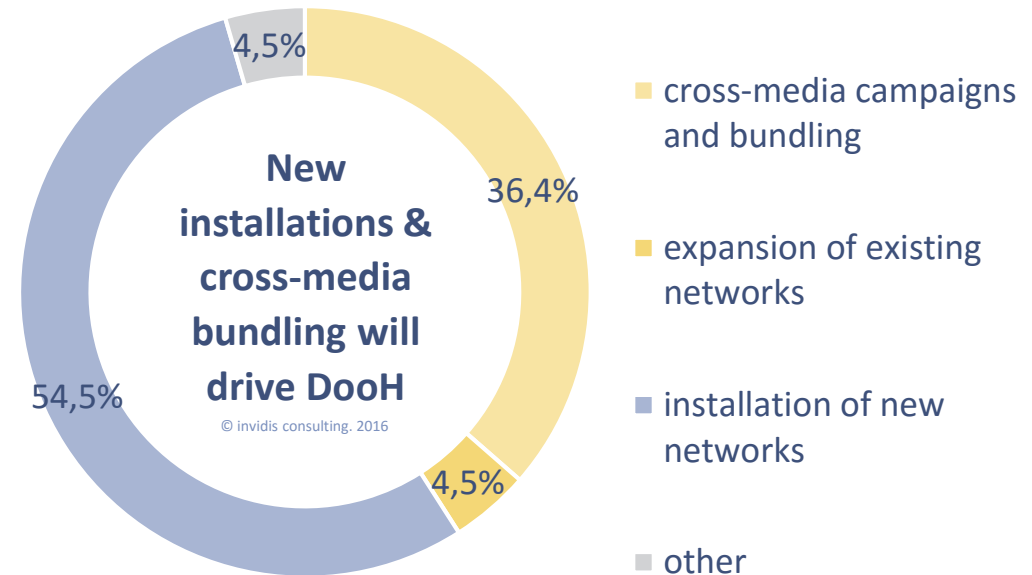 4,5%
36,4%
54,5%
4,5%
New
installations &
cross-media
bundling will
drive DooH
© invidis consulting. 2016
cross-media campaigns
and bundling
expansion of existing
networks
installation of new
networks
other